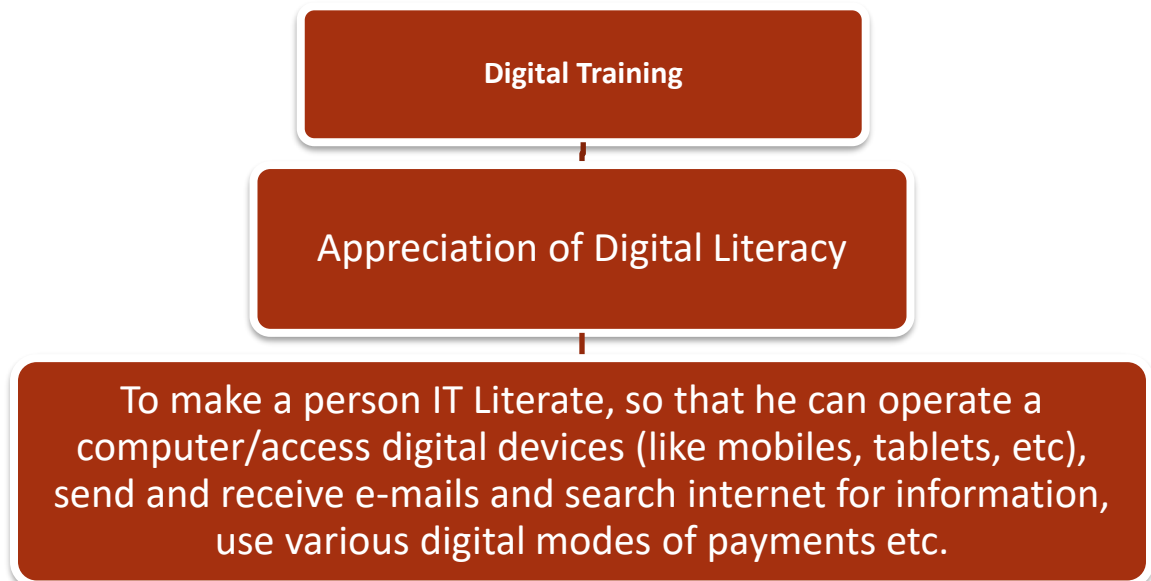 Digital Training
Appreciation of Digital Literacy
To make a person IT Literate, so that he can operate a
computer/access digital devices (like mobiles, tablets, etc),
send and receive e-mails and search internet for information,
use various digital modes of payments etc.